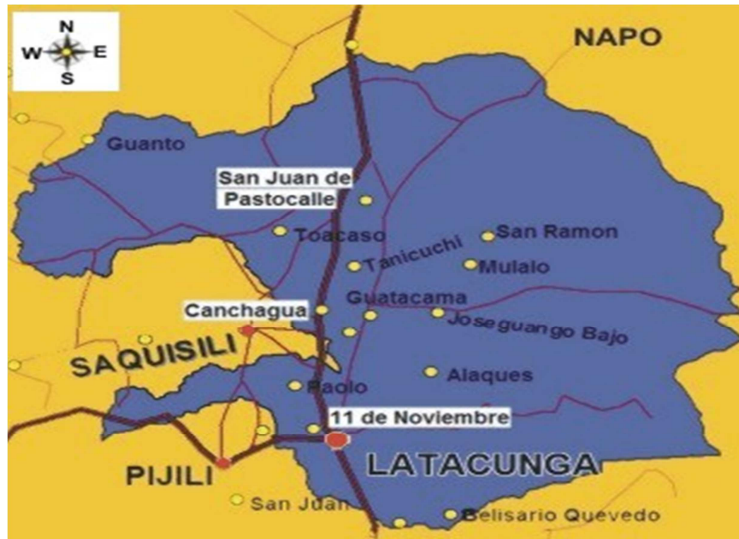 N
W E
S
NAPO
Guanto
San Juan de
Pastocalle
Toacaso
San Ramon
Tanicuchi
Mulalo
Canchagua
Guatacama
Joseguango Bajo
SAQUISILI
Paolo
Alaques
11 de Noviembre
PIJILI
LATACUNGA
San Juan
Belisario Quevedo